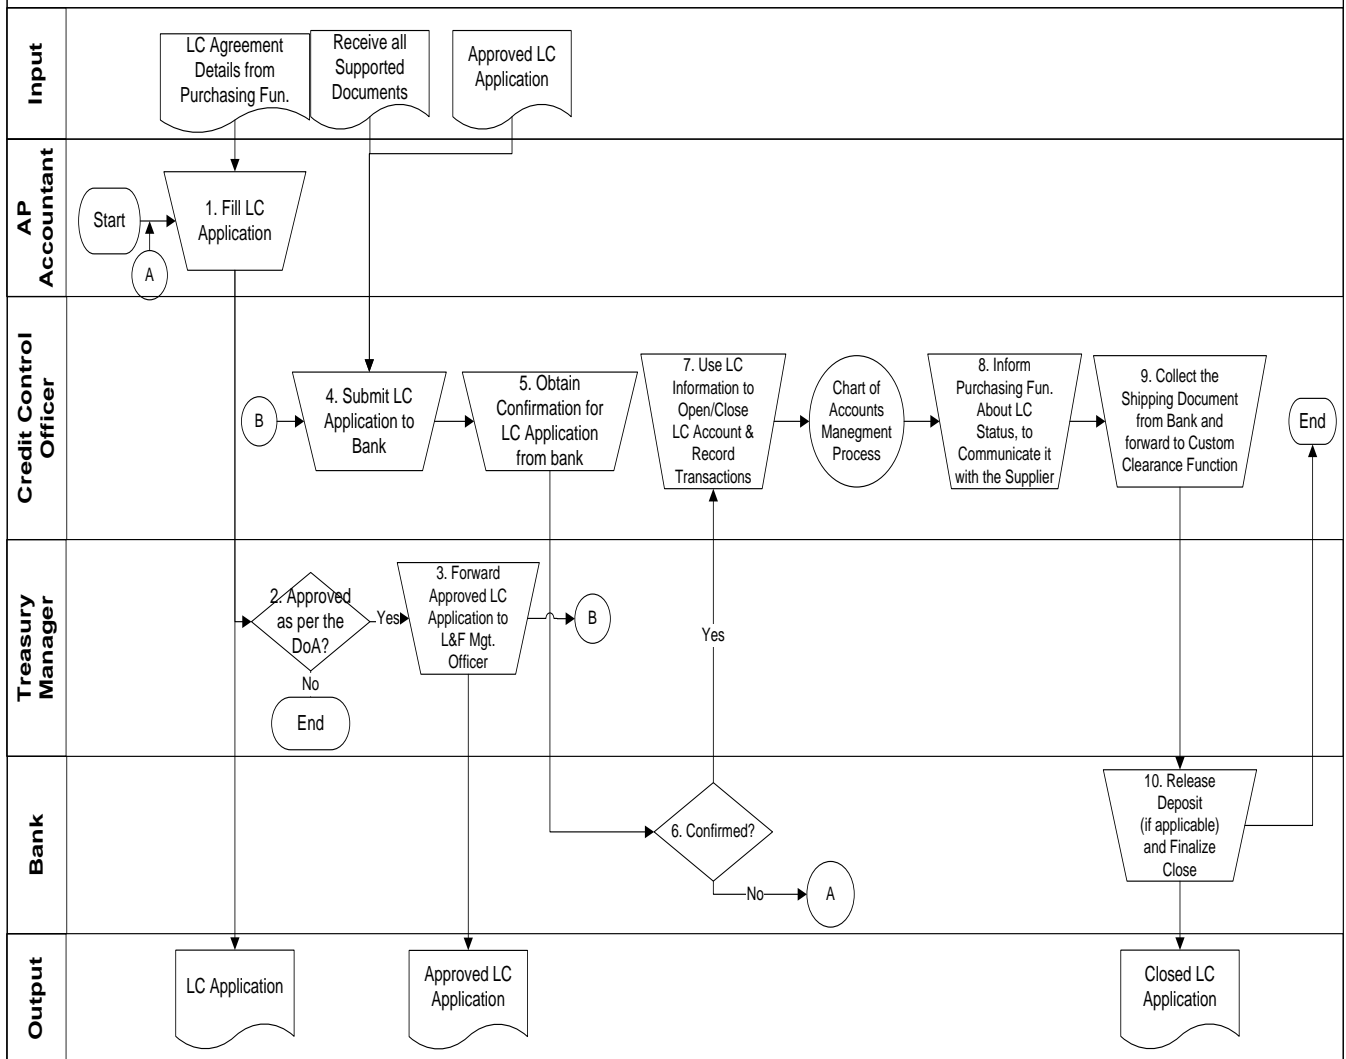 Input
LC Agreement
Details from
Purchasing Fun.
Receive all
Supported
Documents
Approved LC
Application
AP
Accountant
Start
A
1. Fill LC
Application
Credit Control
Officer
B
4. Submit LC
Application to
Bank
5. Obtain
Confirmation for
LC Application
from bank
7. Use LC
Information to
Open/Close
LC Account &
Record
Transactions
Chart of
Accounts
Manegment
Process
8. Inform
Purchasing Fun.
About LC
Status, to
Communicate it
with the Supplier
9. Collect the
Shipping Document
from Bank and
forward to Custom
Clearance Function
End
Treasury
Manager
2. Approved
as per the
DoA?
Yes
No
End
3. Forward
Approved LC
Application to
L&F Mgt.
Officer
B
Yes
Bank
6. Confirmed?
No
A
10. Release
Deposit
(if applicable)
and Finalize
Close
Output
LC Application
Approved LC
Application
Closed LC
Application